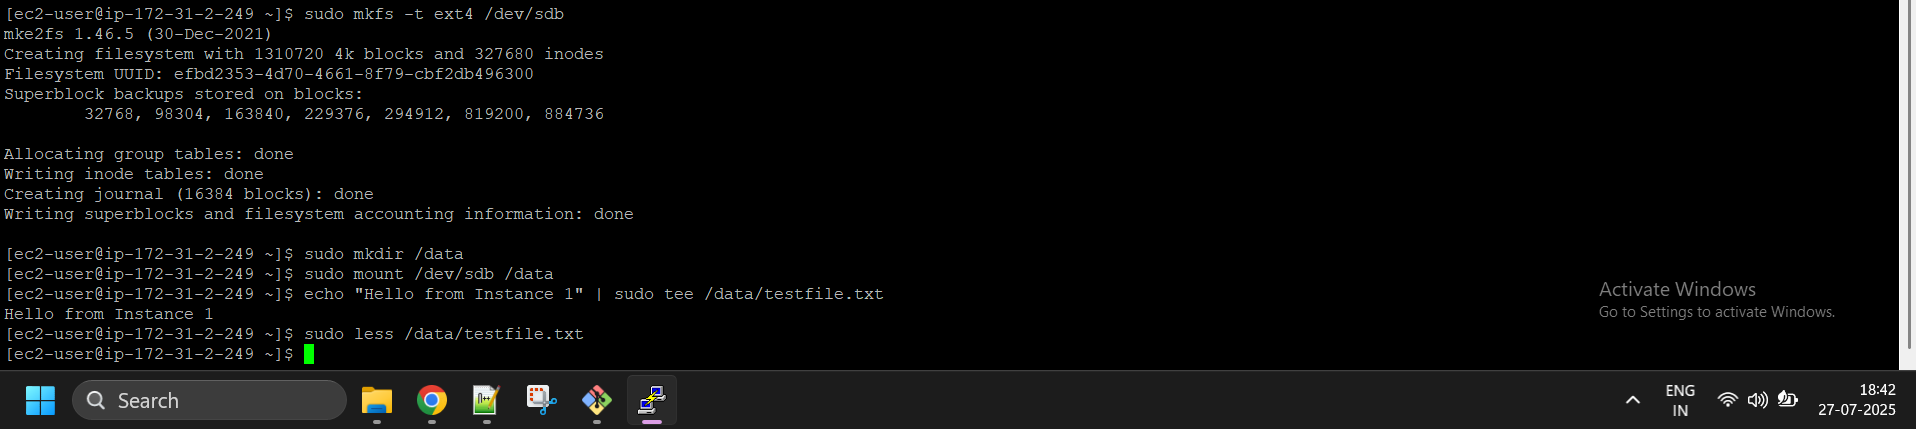 [ec2-user@ip-172-31-2-249 ~]$ sudo mkfs -t ext4 /dev/sdb
mke2fs 1.46.5 (30-Dec-2021)
Creating filesystem with 1310720 4k blocks and 327680 inodes
Filesystem UUID: efbd2353-4d70-4661-8f79-cbf2db496300
Superblock backups stored on blocks:
        32768, 98304, 163840, 229376, 294912, 819200, 884736
Allocating group tables: done
Writing inode tables: done
Creating journal (16384 blocks): done
Writing superblocks and filesystem accounting information: done
[ec2-user@ip-172-31-2-249 ~]$ sudo mkdir /data
[ec2-user@ip-172-31-2-249 ~]$ sudo mount /dev/sdb /data
[ec2-user@ip-172-31-2-249 ~]$ echo "Hello from Instance 1" | sudo tee /data/testfile.txt
Hello from Instance 1
[ec2-user@ip-172-31-2-249 ~]$ sudo less /data/testfile.txt
[ec2-user@ip-172-31-2-249 ~]$
Activate Windows
Go to Settings to activate Windows.
Search
ENG
IN
18:42
27-07-2025